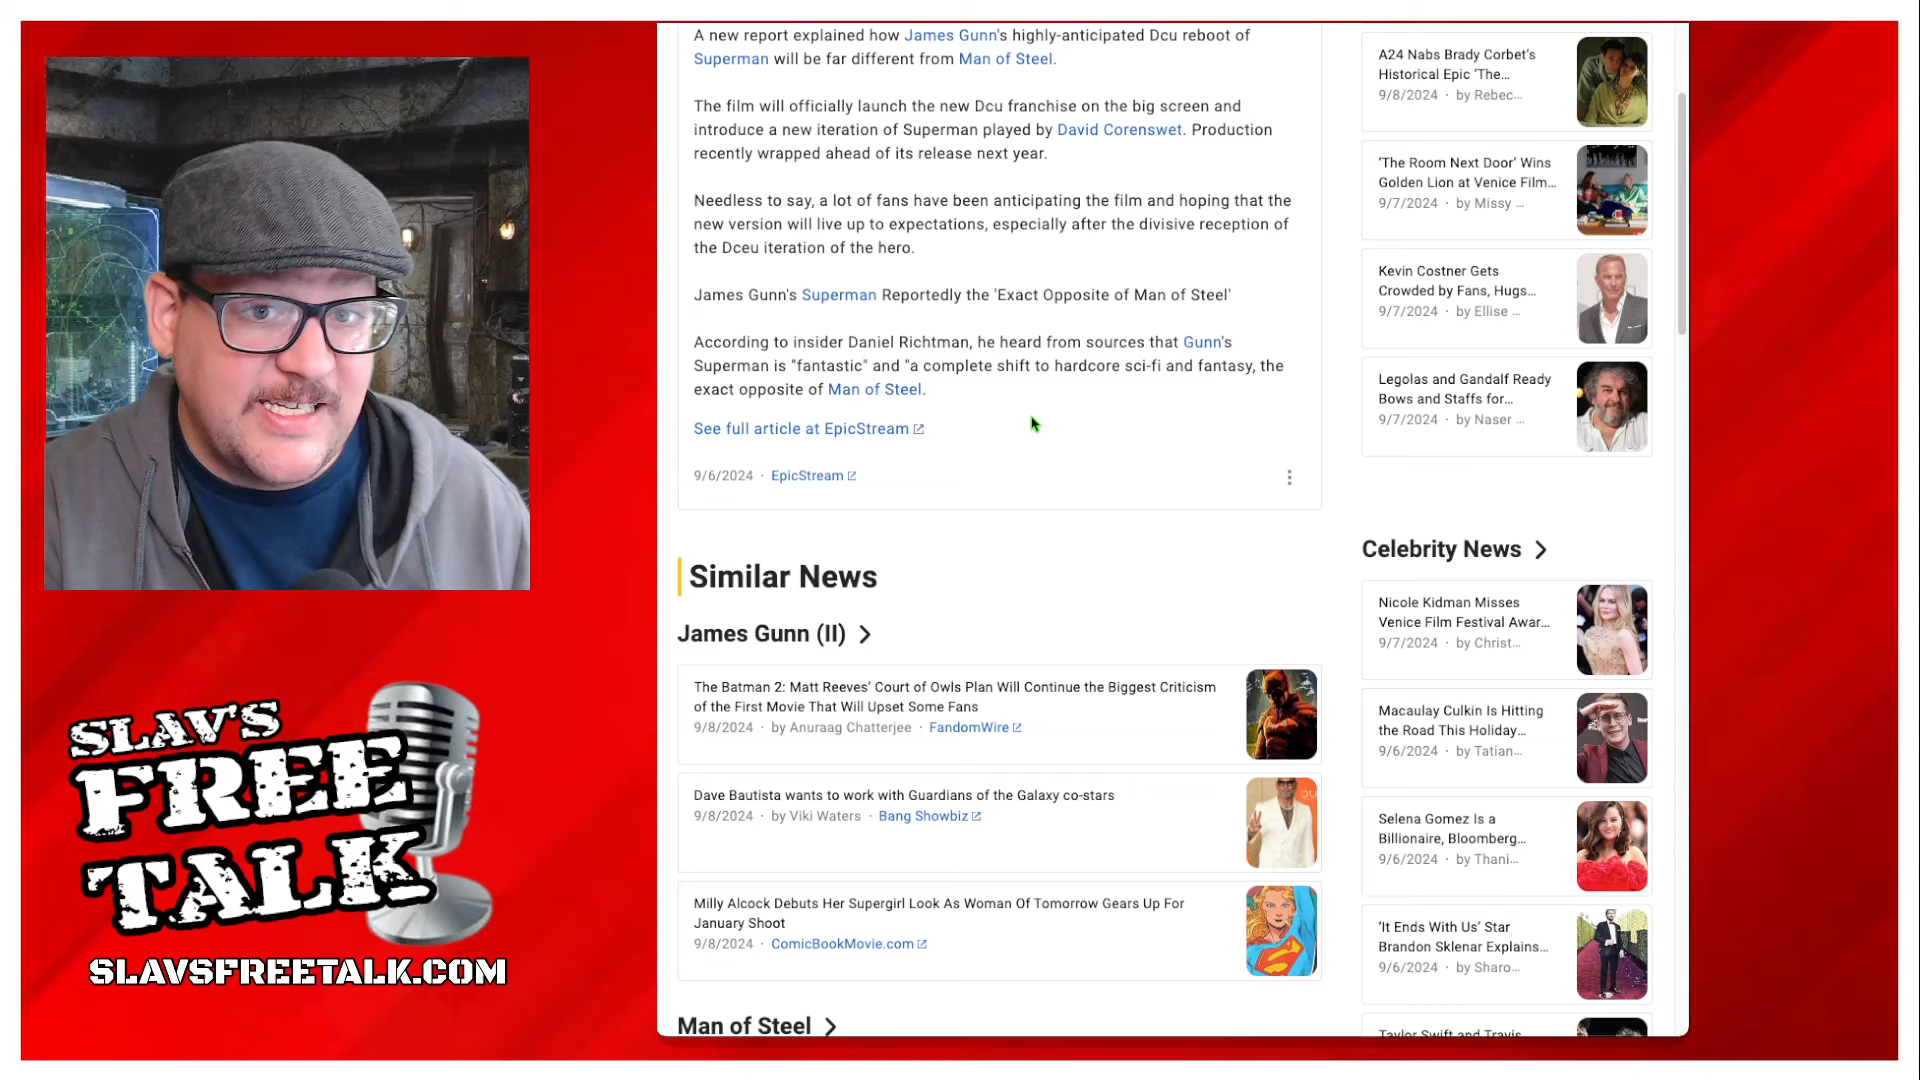 A new report explained how James Gunn's highly-anticipated Dcu reboot of
Superman will be far different from Man of Steel.
The film will officially launch the new Dcu franchise on the big screen and
introduce a new iteration of Superman played by David Corenswet. Production
recently wrapped ahead of its release next year.
Needless to say, a lot of fans have been anticipating the film and hoping that the
new version will live up to expectations, especially after the divisive reception of
the Dceu iteration of the hero.
James Gunn's Superman Reportedly the 'Exact Opposite of Man of Steel'
According to insider Daniel Richtman, he heard from sources that Gunn's
Superman is "fantastic" and "a complete shift to hardcore sci-fi and fantasy, the
exact opposite of Man of Steel.
See full article at EpicStream
9/6/2024 · EpicStream
Similar News
James Gunn (II)
The Batman 2: Matt Reeves' Court of Owls Plan Will Continue the Biggest Criticism
of the First Movie That Will Upset Some Fans
9/8/2024 · by Anuraag Chatterjee · FandomWire
Dave Bautista wants to work with Guardians of the Galaxy co-stars
9/8/2024 · by Viki Waters · Bang Showbiz
Milly Alcock Debuts Her Supergirl Look As Woman Of Tomorrow Gears Up For
January Shoot
9/8/2024 · ComicBookMovie.com
Man of Steel
A24 Nabs Brady Corbet's
Historical Epic 'The...
9/8/2024 · by Rebec...
'The Room Next Door' Wins
Golden Lion at Venice Film...
9/7/2024 · by Missy ...
Kevin Costner Gets
Crowded by Fans, Hugs...
9/7/2024 · by Ellise ...
Legolas and Gandalf Ready
Bows and Staffs for...
9/7/2024 · by Naser ...
Celebrity News
Nicole Kidman Misses
Venice Film Festival Awar...
9/7/2024 · by Christ...
Macaulay Culkin Is Hitting
the Road This Holiday...
9/6/2024 · by Tatian...
Selena Gomez Is a
Billionaire, Bloomberg...
9/6/2024 · by Thani...
'It Ends With Us' Star
Brandon Sklenar Explains...
9/6/2024 · by Sharo...
Taylor Swift and Travis
SLAV'S
FREE
TALK
SLAVSFREETALK.COM